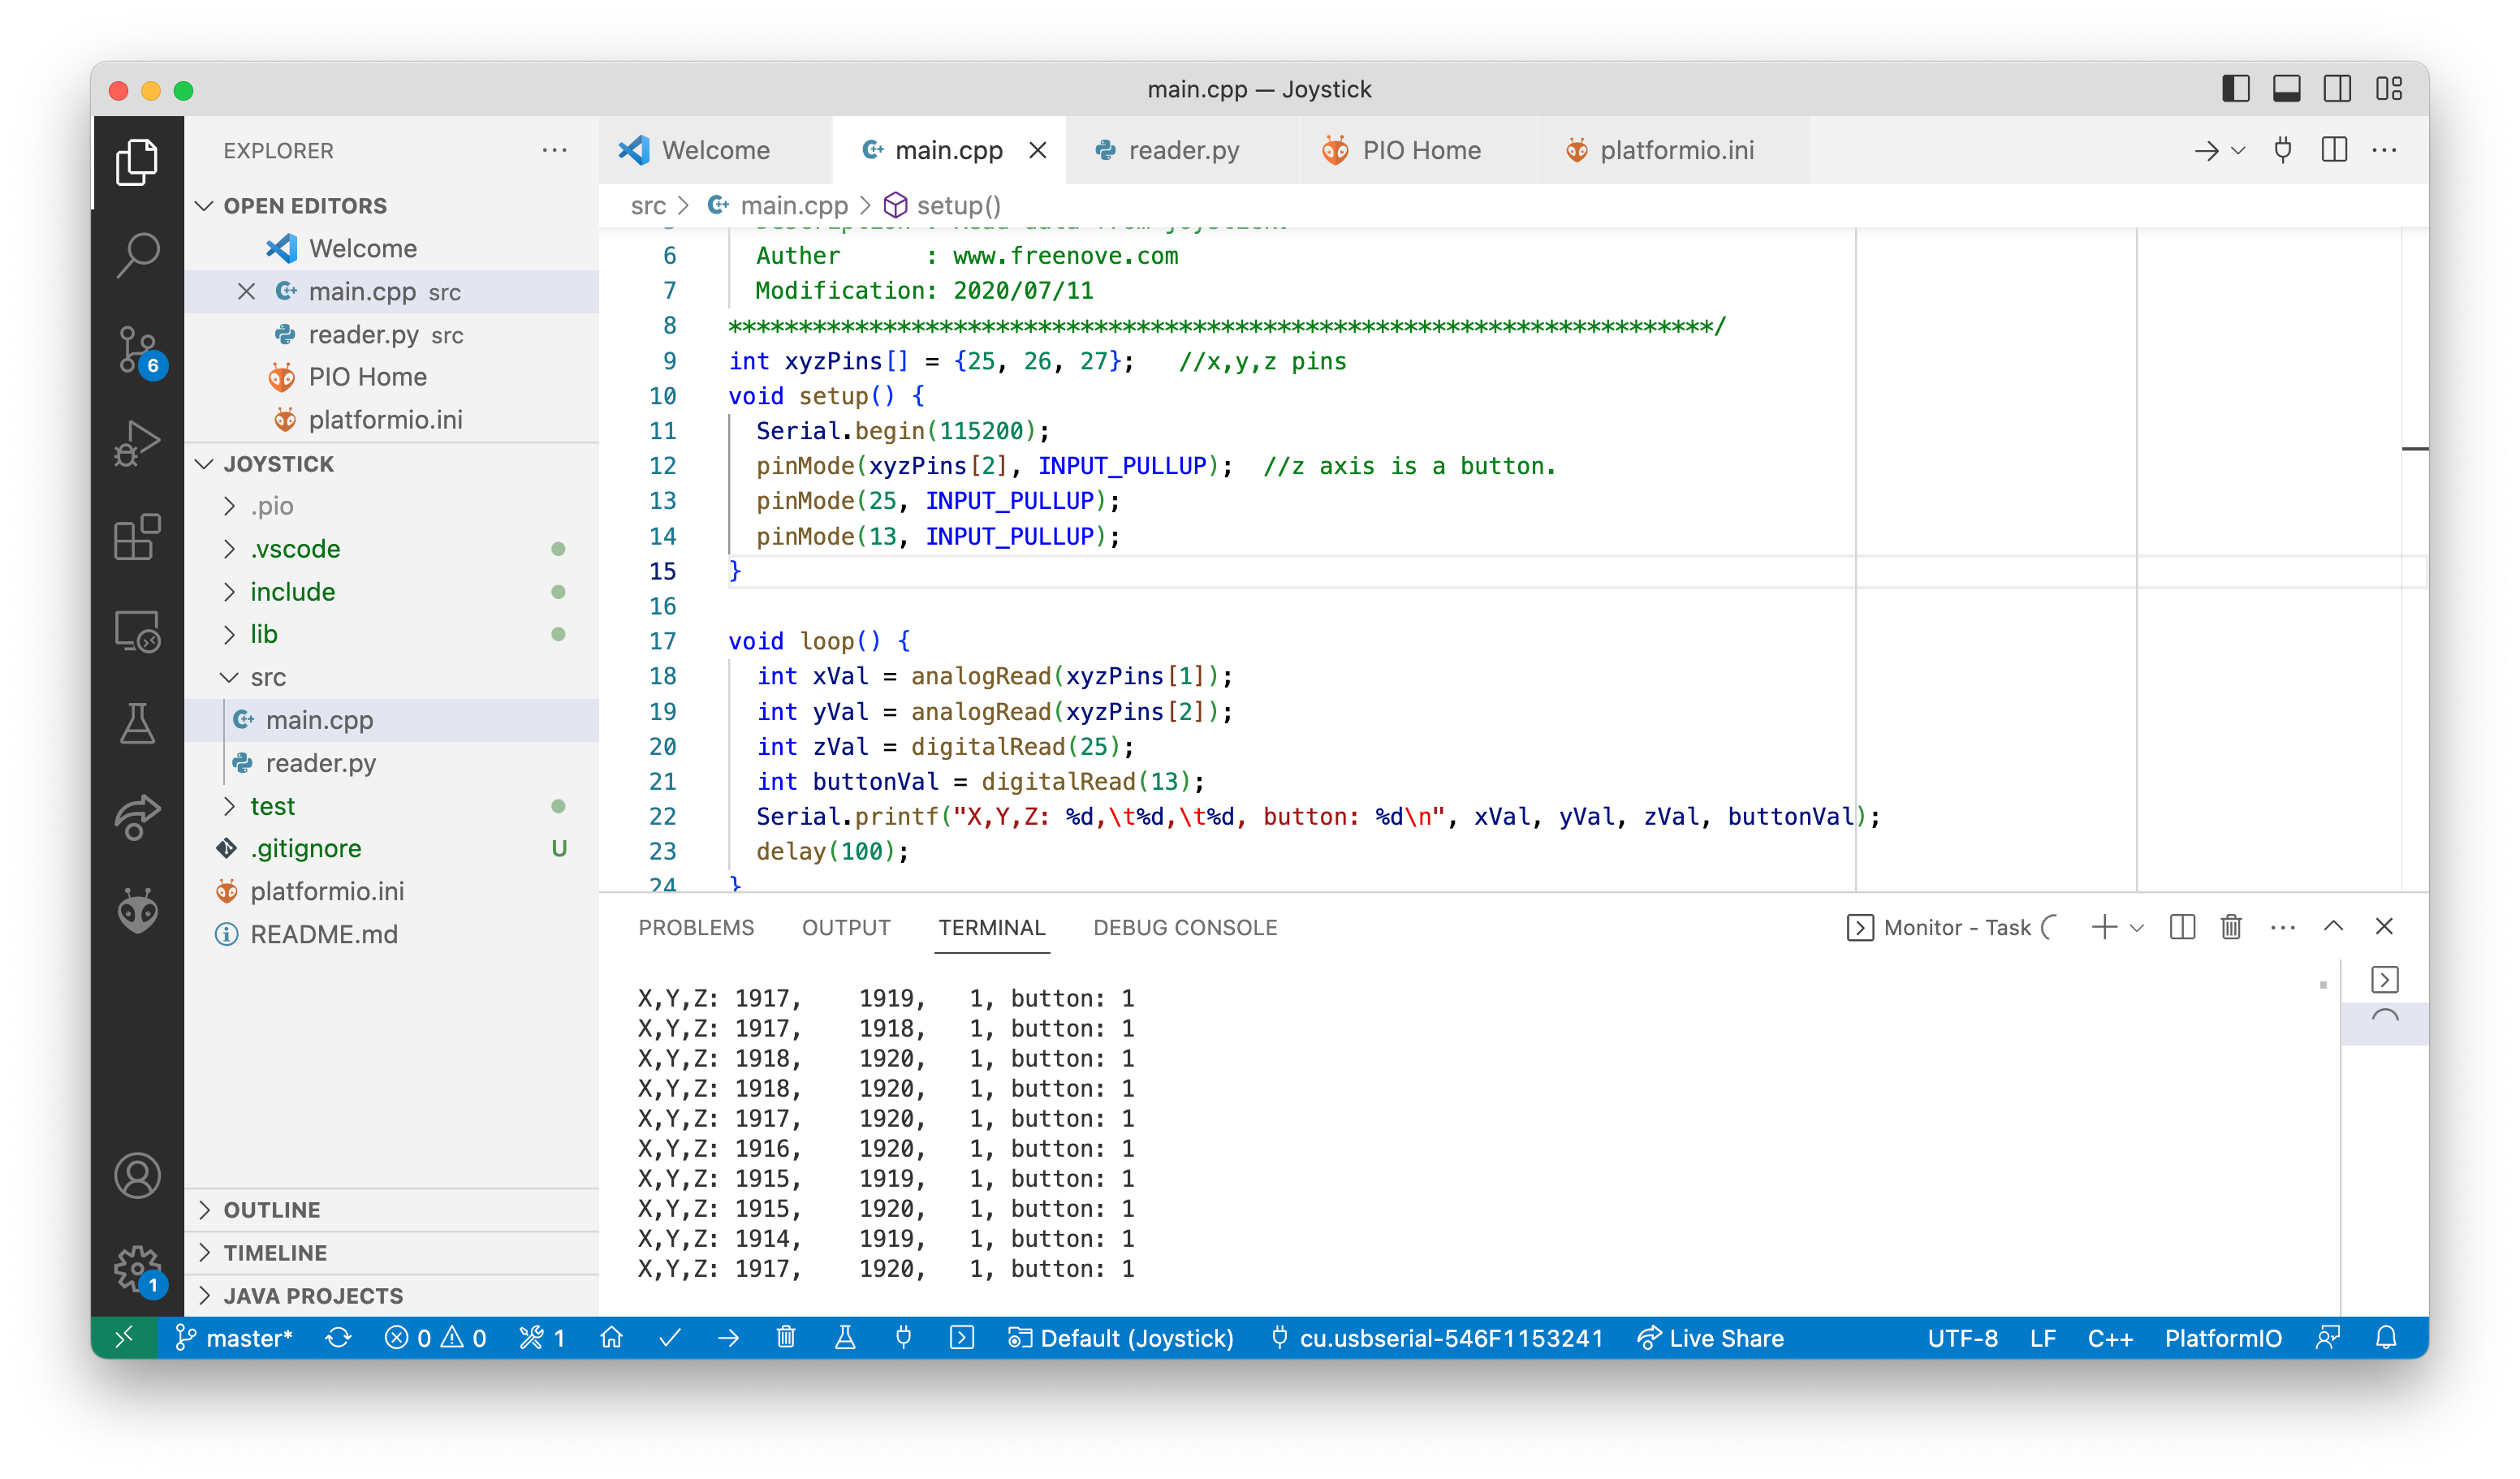 main.cpp — Joystick
EXPLORER
OPEN EDITORS
Welcome
main.cpp src
reader.py src
PIO Home
platformio.ini
JOYSTICK
.pio
.vscode
include
lib
src
main.cpp
reader.py
test
.gitignore U
platformio.ini
README.md
OUTLINE
TIMELINE
JAVA PROJECTS
6
1
Welcome
main.cpp
reader.py
PIO Home
platformio.ini
src > main.cpp > setup()
5 Description : Read data from joystick.
6 Auther      : www.freenove.com
7 Modification: 2020/07/11
8 **********************************************************************/
9 int xyzPins[] = {25, 26, 27};   //x,y,z pins
10 void setup() {
11   Serial.begin(115200);
12   pinMode(xyzPins[2], INPUT_PULLUP);  //z axis is a button.
13   pinMode(25, INPUT_PULLUP);
14   pinMode(13, INPUT_PULLUP);
15 }
16
17 void loop() {
18   int xVal = analogRead(xyzPins[1]);
19   int yVal = analogRead(xyzPins[2]);
20   int zVal = digitalRead(25);
21   int buttonVal = digitalRead(13);
22   Serial.printf("X,Y,Z: %d,\t%d,\t%d, button: %d\n", xVal, yVal, zVal, buttonVal);
23   delay(100);
24 }
PROBLEMS OUTPUT TERMINAL DEBUG CONSOLE
Monitor - Task
X,Y,Z: 1917,    1919,   1, button: 1
X,Y,Z: 1917,    1918,   1, button: 1
X,Y,Z: 1918,    1920,   1, button: 1
X,Y,Z: 1918,    1920,   1, button: 1
X,Y,Z: 1917,    1920,   1, button: 1
X,Y,Z: 1916,    1920,   1, button: 1
X,Y,Z: 1915,    1919,   1, button: 1
X,Y,Z: 1915,    1920,   1, button: 1
X,Y,Z: 1914,    1919,   1, button: 1
X,Y,Z: 1917,    1920,   1, button: 1
master* 0 0 1 Default (Joystick) cu.usbserial-546F1153241 Live Share UTF-8 LF C++ PlatformIO